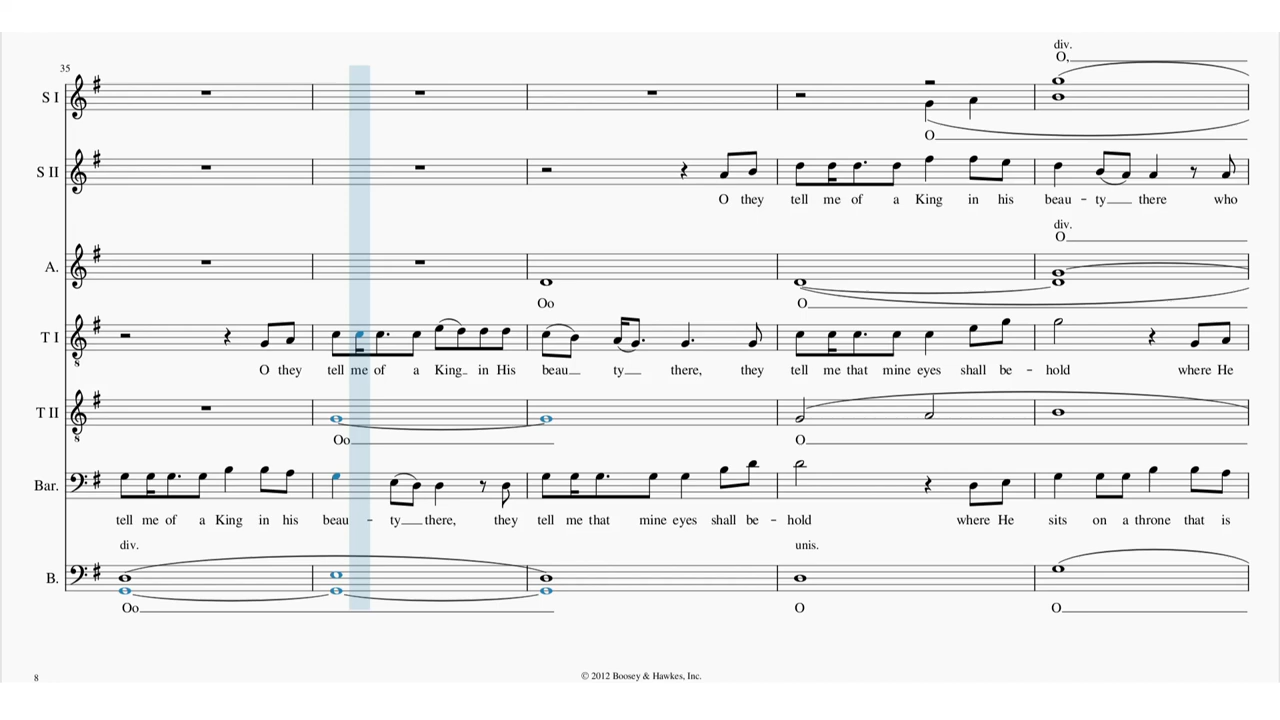 div.
O,
35
S I
O
S II
O they tell me of a King in his beau - ty there who
div.
O
A.
Oo O
T I
O they tell me of a King in His beau ty there, they tell me that mine eyes shall be - hold where He
8
T II
Oo O
8
Bar.
tell me of a King in his beau - ty there, they tell me that mine eyes shall be - hold where He sits on a throne that is
div. unis.
B.
Oo O O
8 © 2012 Boosey & Hawkes, Inc.